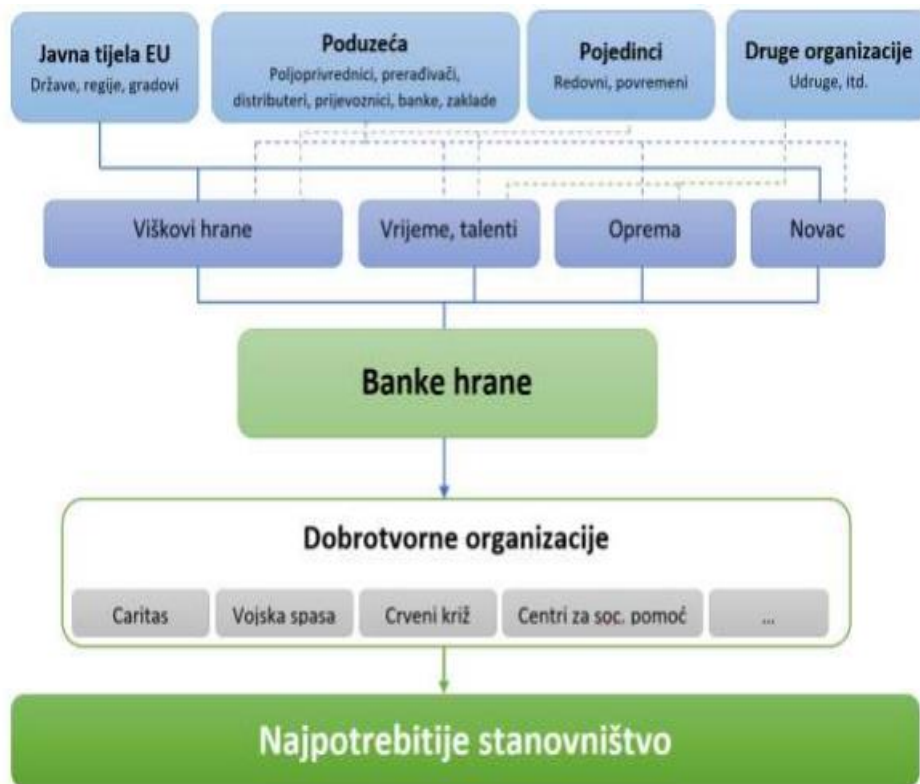 Javna tijela EU
Države, regije, gradovi
Poduzeća
Poljoprivrednici, prerađivači,
distributeri, prijevoznici, banke, zaklade
Pojedinci
Redovni, povremeni
Druge organizacije
Udruge, itd.
Viškovi hrane
Vrijeme, talenti
Oprema
Novac
Banke hrane
Dobrotvorne organizacije
Caritas
Vojska spasa
Crveni križ
Centri za soc. pomoć
...
Najpotrebitije stanovništvo